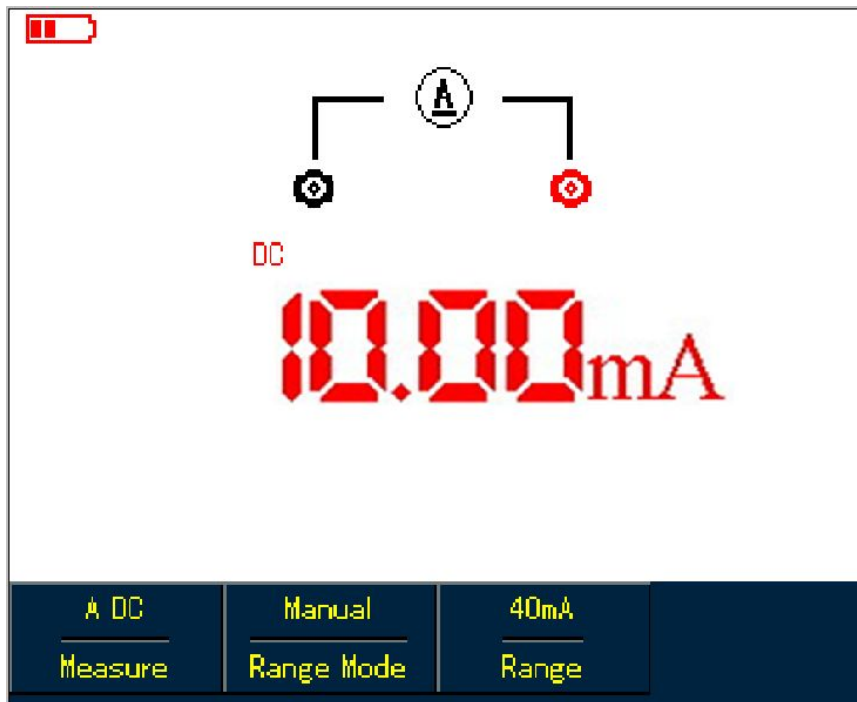 A
DC
10.00mA
A DC
Measure
Manual
Range Mode
40mA
Range